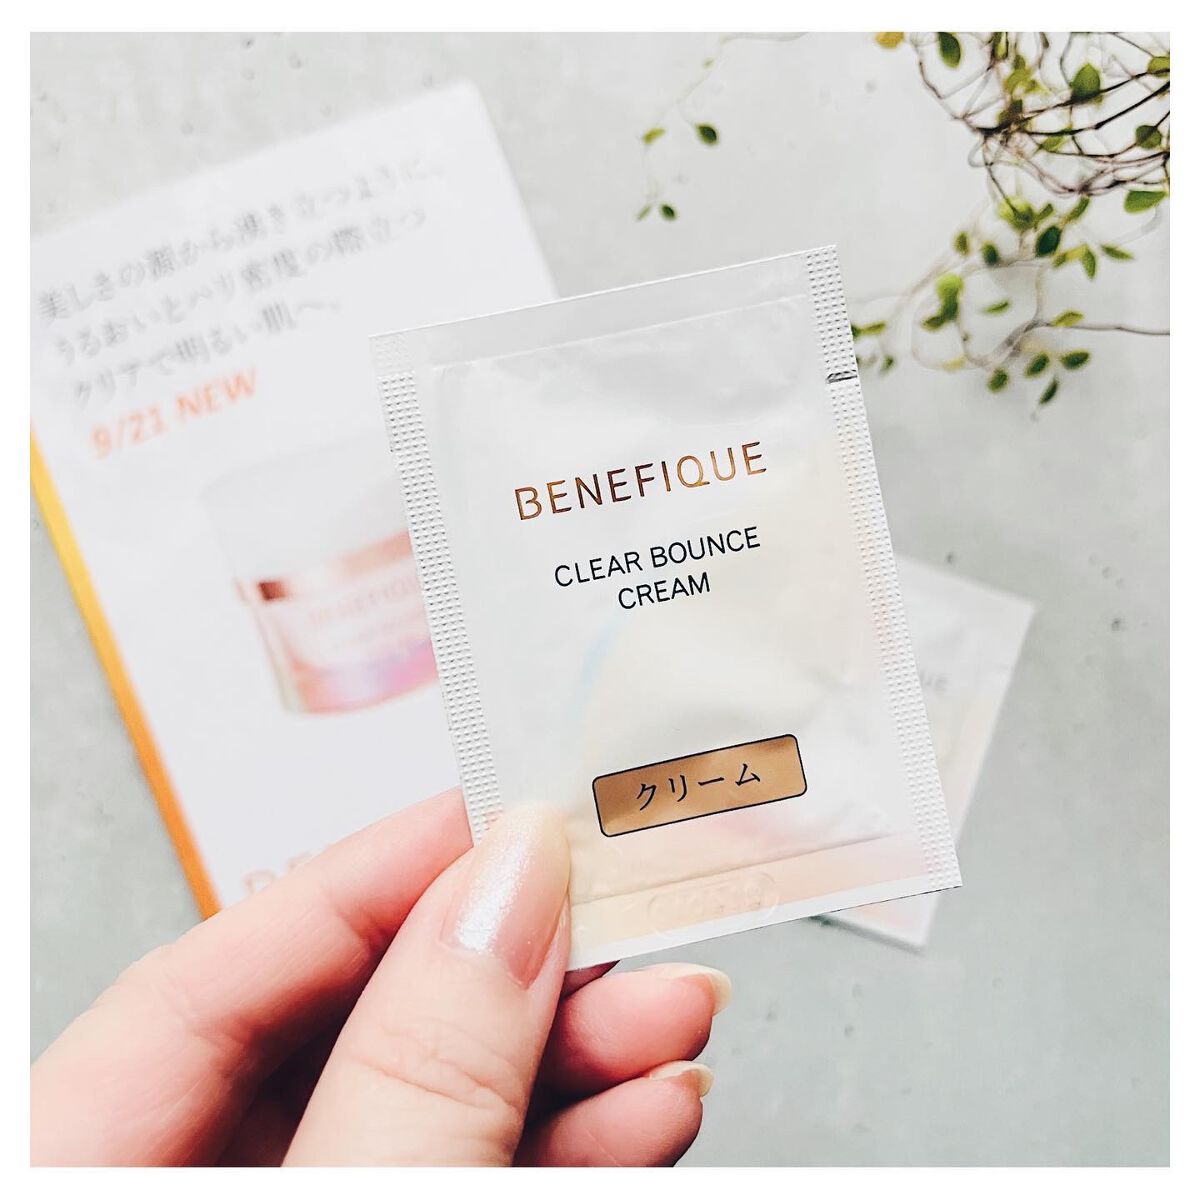 美しさの源から湧き立つように。
うるおいとハリ密度の際立つ
クリアで明るい肌へ。
9/21 NEW
BENEFIQUE
BENEFIQUE
CLEAR BOUNCE
CREAM
クリーム